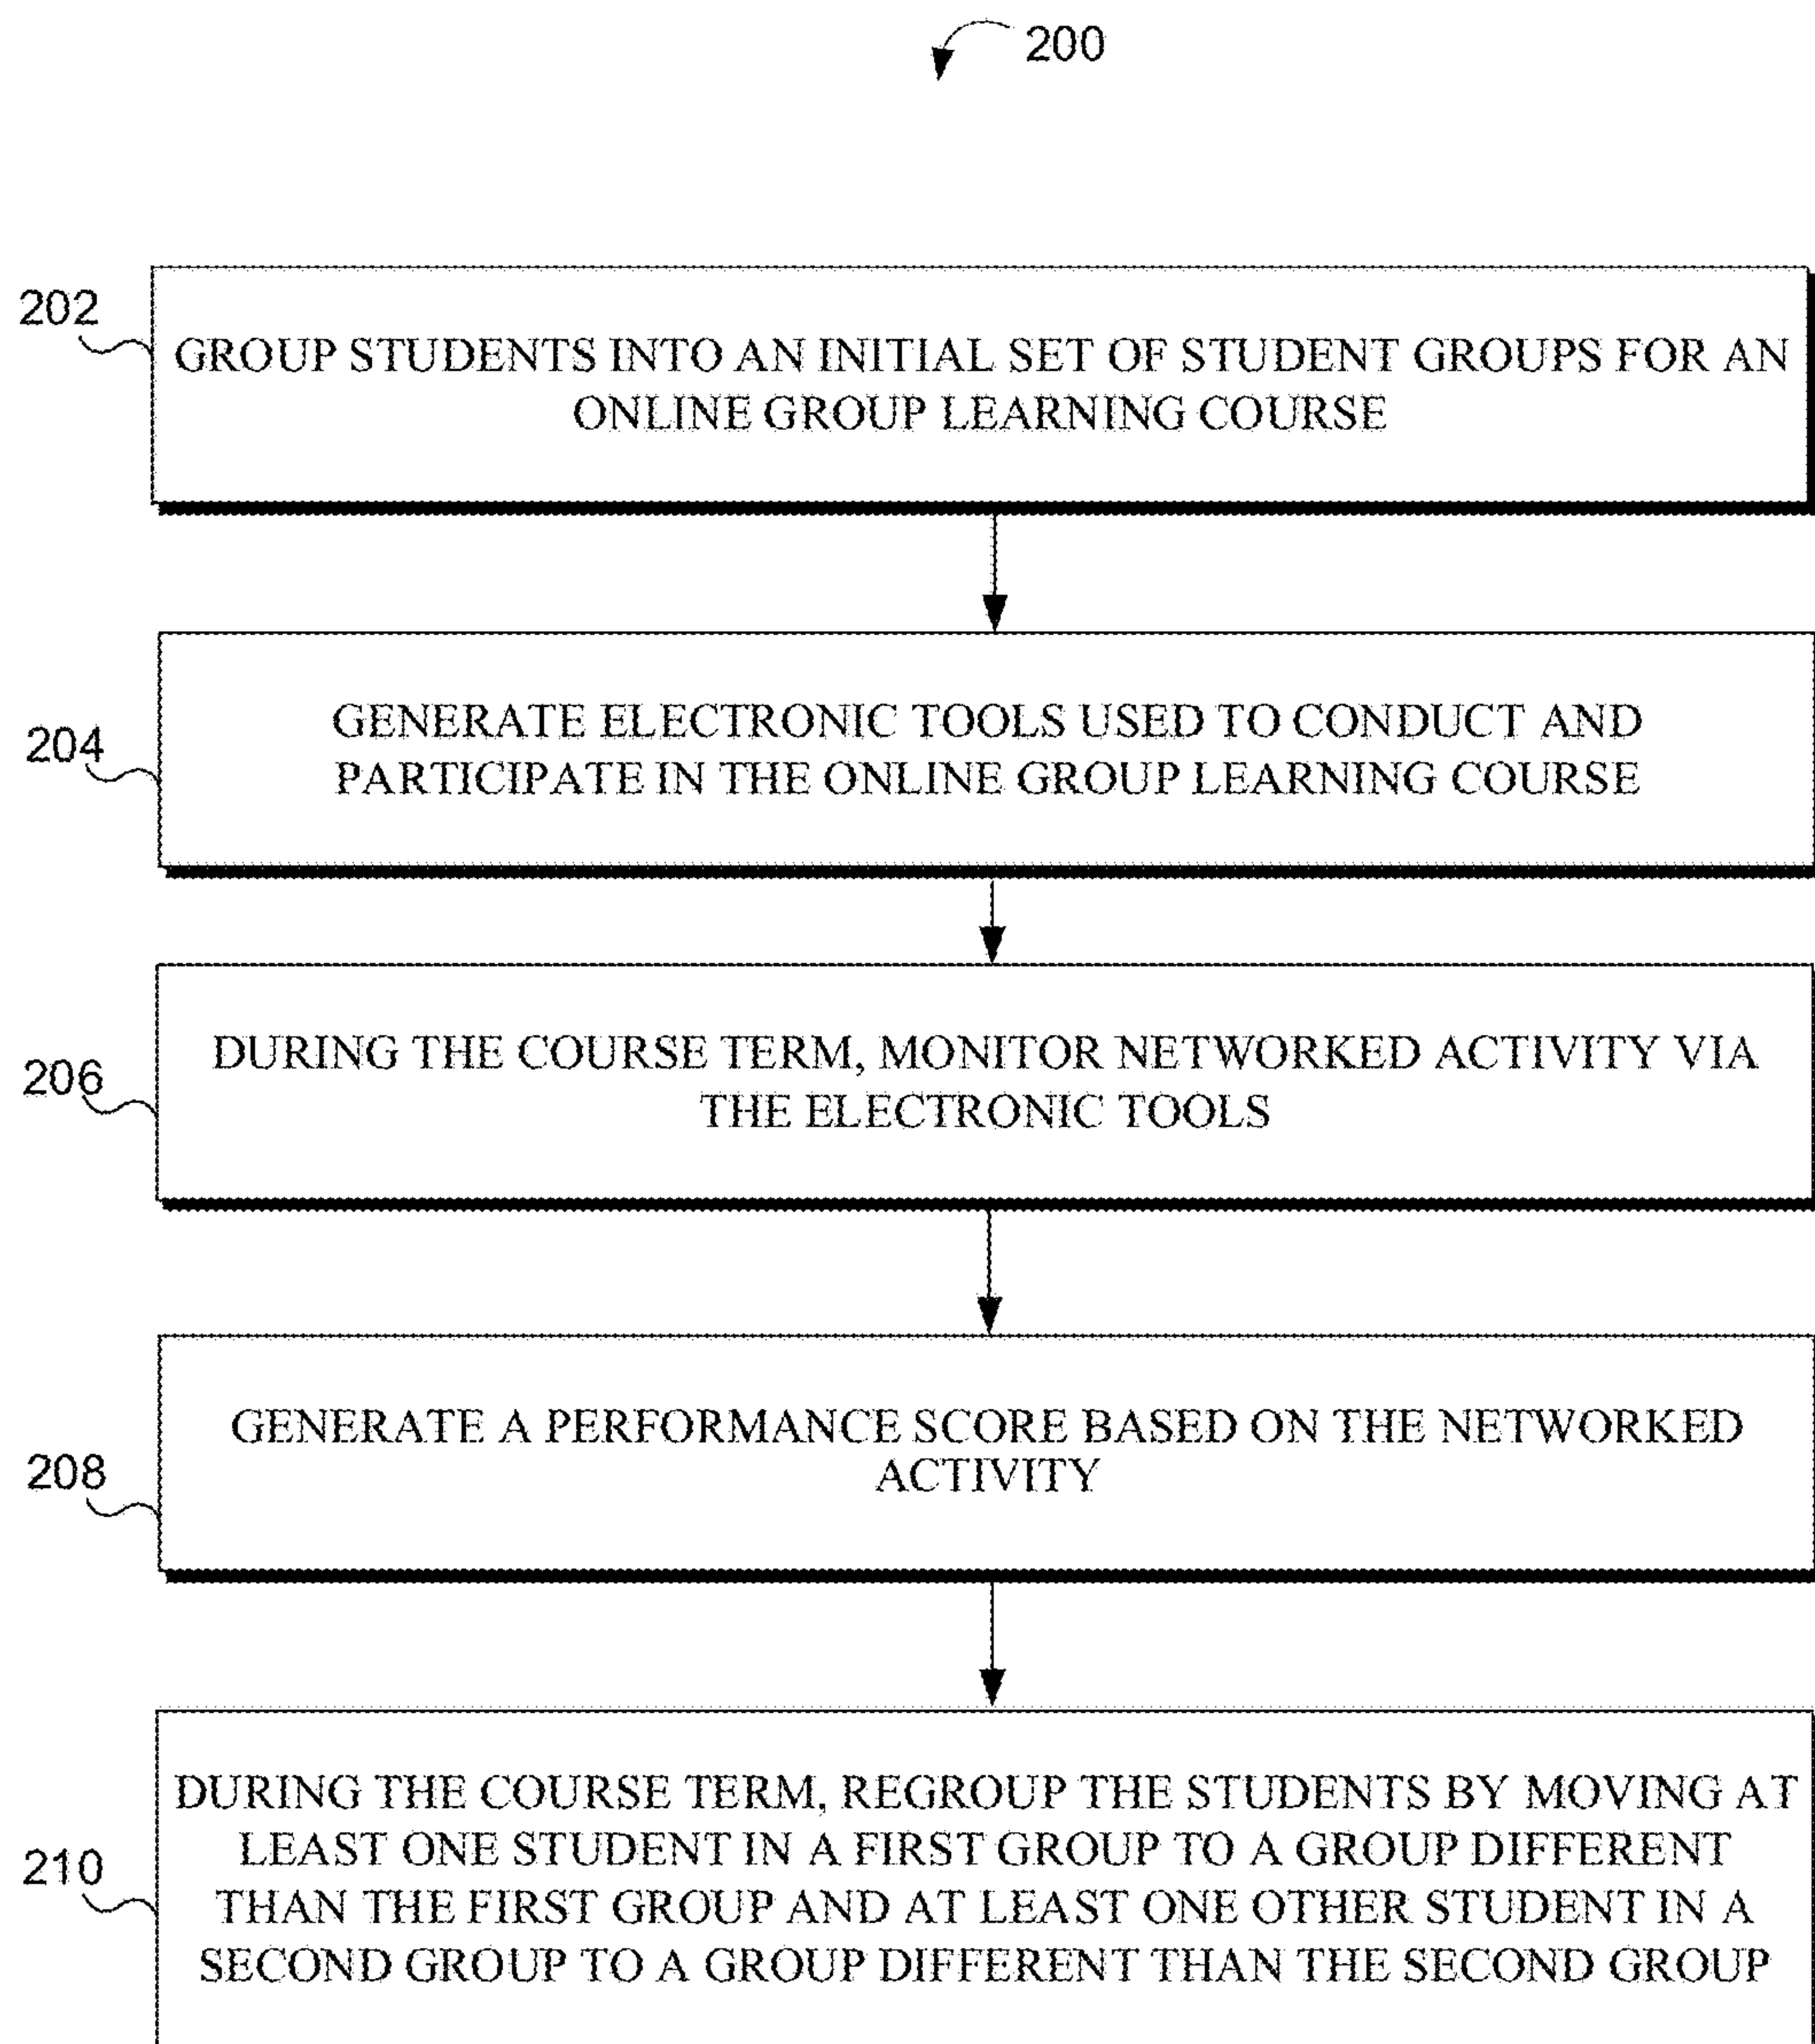 200
202
GROUP STUDENTS INTO AN INITIAL SET OF STUDENT GROUPS FOR AN
ONLINE GROUP LEARNING COURSE
204
GENERATE ELECTRONIC TOOLS USED TO CONDUCT AND
PARTICIPATE IN THE ONLINE GROUP LEARNING COURSE
206
DURING THE COURSE TERM, MONITOR NETWORKED ACTIVITY VIA
THE ELECTRONIC TOOLS
208
GENERATE A PERFORMANCE SCORE BASED ON THE NETWORKED
ACTIVITY
210
DURING THE COURSE TERM, REGROUP THE STUDENTS BY MOVING AT
LEAST ONE STUDENT IN A FIRST GROUP TO A GROUP DIFFERENT
THAN THE FIRST GROUP AND AT LEAST ONE OTHER STUDENT IN A
SECOND GROUP TO A GROUP DIFFERENT THAN THE SECOND GROUP